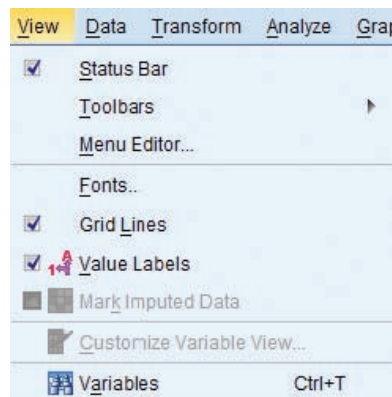 View Data Transform Analyze Grap
Status Bar
Toolbars
Menu Editor...
Fonts..
Grid Lines
Value Labels
Mark Imputed Data
Customize Variable View...
Variables Ctrl+T